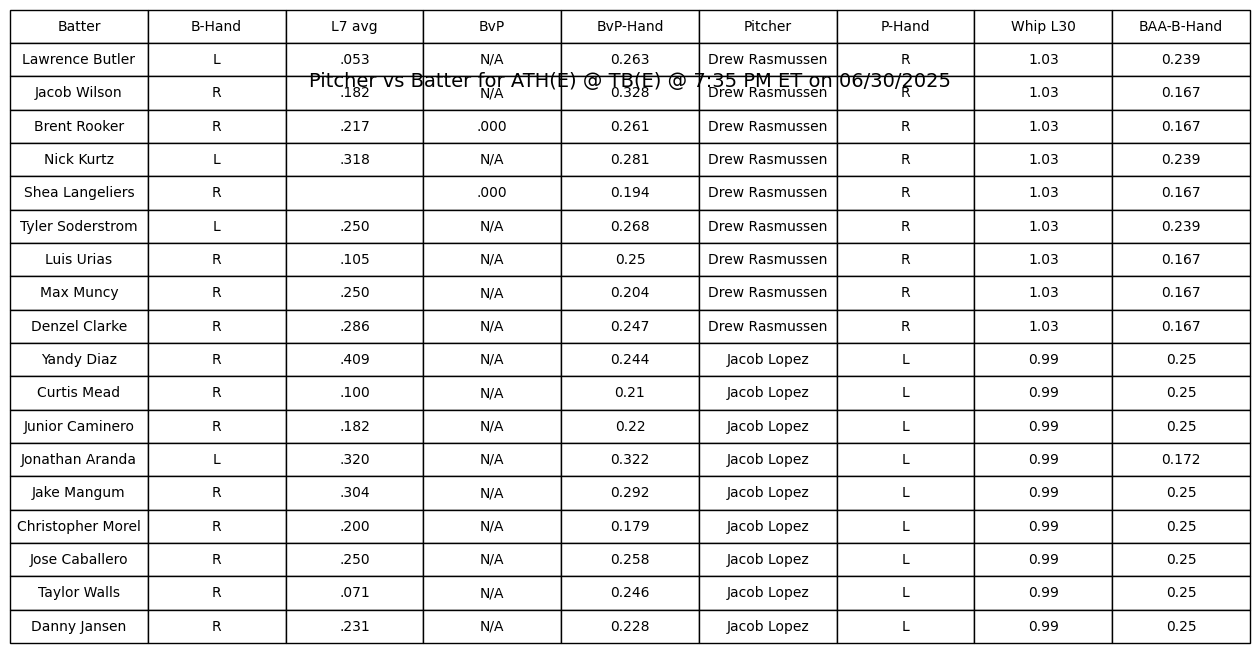 Batter B-Hand L7 avg BvP BvP-Hand Pitcher P-Hand Whip L30 BAA-B-Hand
Lawrence Butler L .053 N/A 0.263 Drew Rasmussen R 1.03 0.239
Pitcher vs Batter for ATH(E) @ TB(E) @ 7:35 PM ET on 06/30/2025
Jacob Wilson R .182 N/A 0.328 Drew Rasmussen R 1.03 0.167
Brent Rooker R .217 .000 0.261 Drew Rasmussen R 1.03 0.167
Nick Kurtz L .318 N/A 0.281 Drew Rasmussen R 1.03 0.239
Shea Langeliers R .000 0.194 Drew Rasmussen R 1.03 0.167
Tyler Soderstrom L .250 N/A 0.268 Drew Rasmussen R 1.03 0.239
Luis Urias R .105 N/A 0.25 Drew Rasmussen R 1.03 0.167
Max Muncy R .250 N/A 0.204 Drew Rasmussen R 1.03 0.167
Denzel Clarke R .286 N/A 0.247 Drew Rasmussen R 1.03 0.167
Yandy Diaz R .409 N/A 0.244 Jacob Lopez L 0.99 0.25
Curtis Mead R .100 N/A 0.21 Jacob Lopez L 0.99 0.25
Junior Caminero R .182 N/A 0.22 Jacob Lopez L 0.99 0.25
Jonathan Aranda L .320 N/A 0.322 Jacob Lopez L 0.99 0.172
Jake Mangum R .304 N/A 0.292 Jacob Lopez L 0.99 0.25
Christopher Morel R .200 N/A 0.179 Jacob Lopez L 0.99 0.25
Jose Caballero R .250 N/A 0.258 Jacob Lopez L 0.99 0.25
Taylor Walls R .071 N/A 0.246 Jacob Lopez L 0.99 0.25
Danny Jansen R .231 N/A 0.228 Jacob Lopez L 0.99 0.25